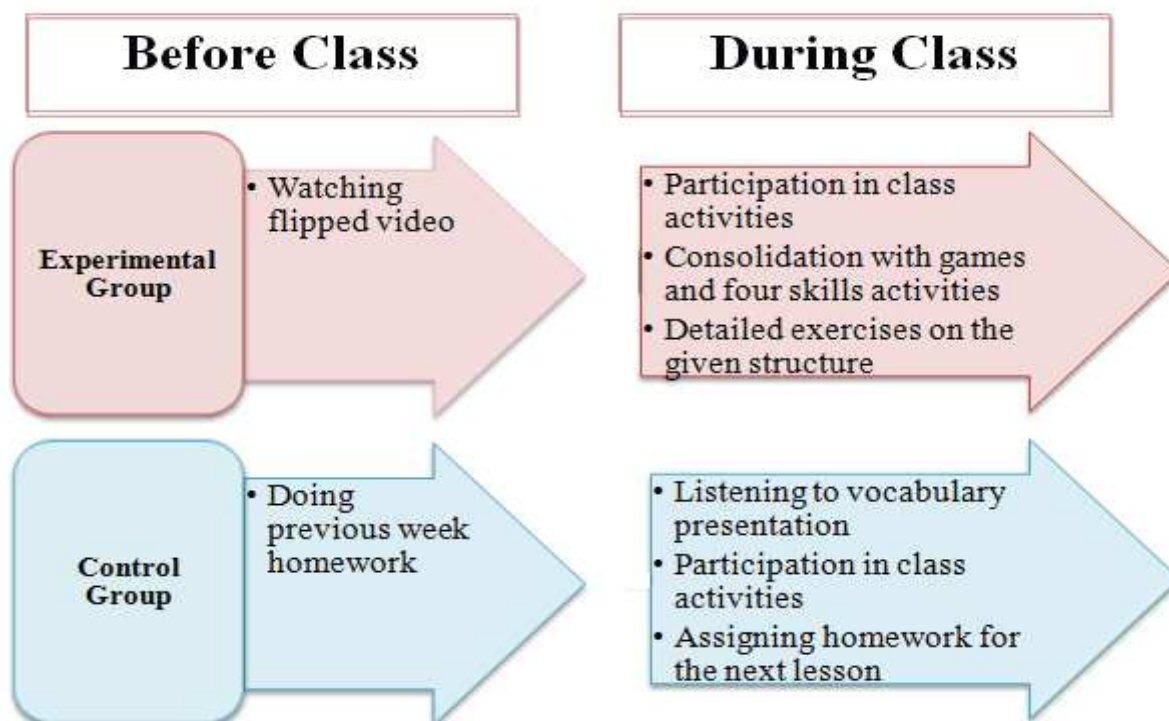 Before Class
During Class
Experimental
Group
• Watching
flipped video
• Participation in class
activities
• Consolidation with games
and four skills activities
• Detailed exercises on the
given structure
Control
Group
• Doing
previous week
homework
• Listening to vocabulary
presentation
• Participation in class
activities
• Assigning homework for
the next lesson